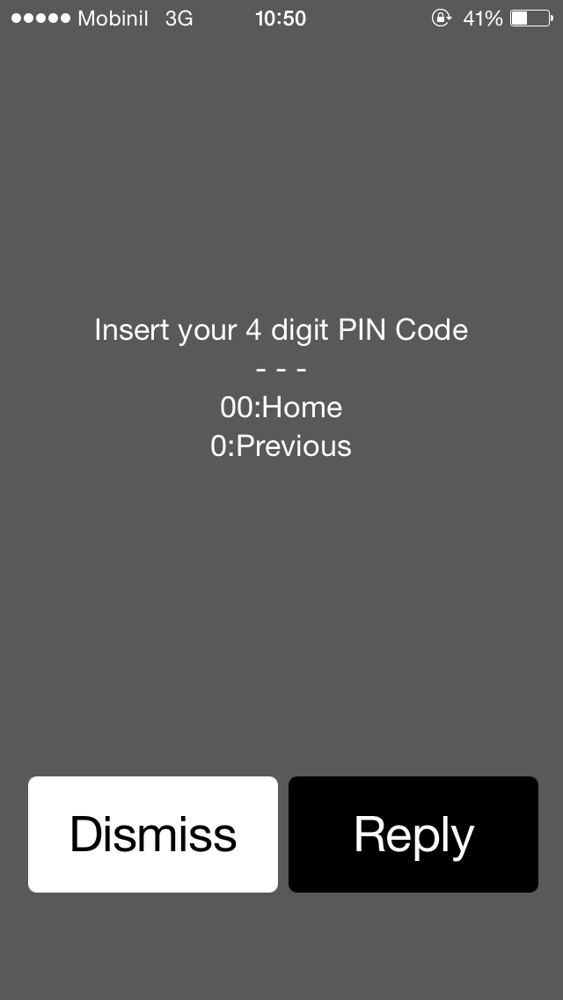 Mobinil 3G 10:50 41%
Insert your 4 digit PIN Code
- - -
00:Home
0:Previous
Dismiss Reply